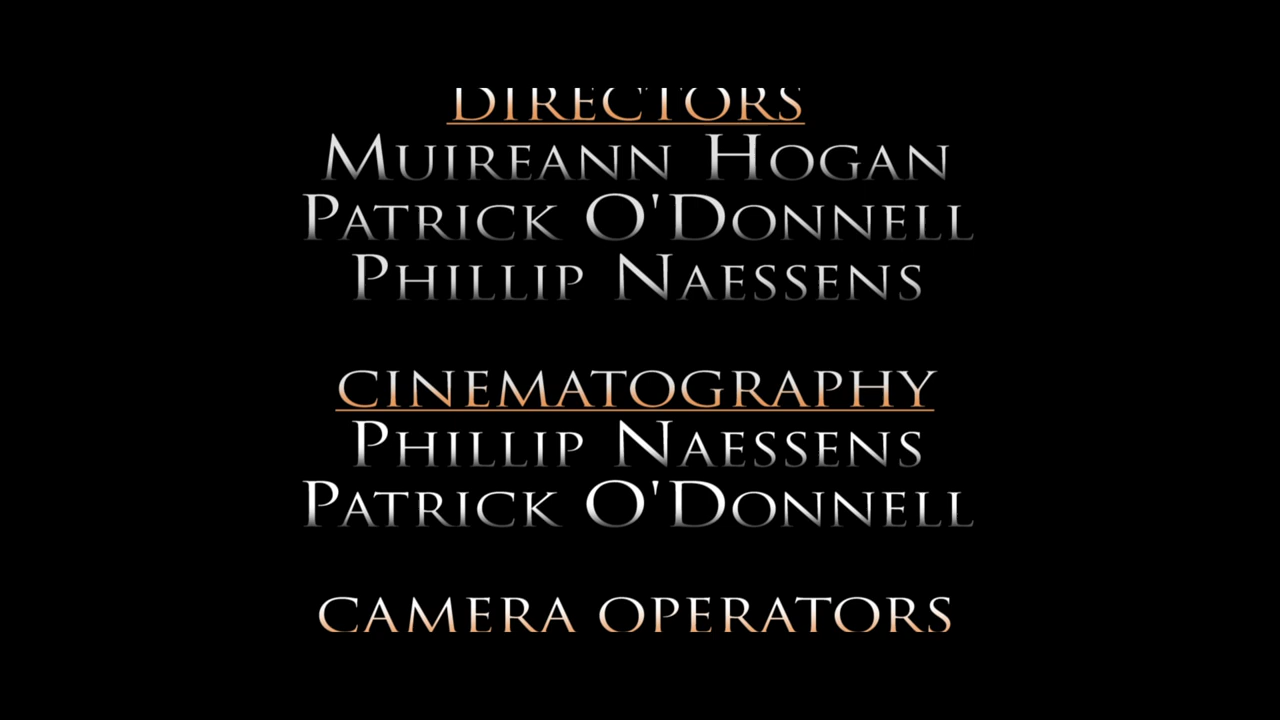 DIRECTORS
MUIREANN HOGAN
PATRICK O'DONNELL
PHILLIP NAESSENS
CINEMATOGRAPHY
PHILLIP NAESSENS
PATRICK O'DONNELL
CAMERA OPERATORS